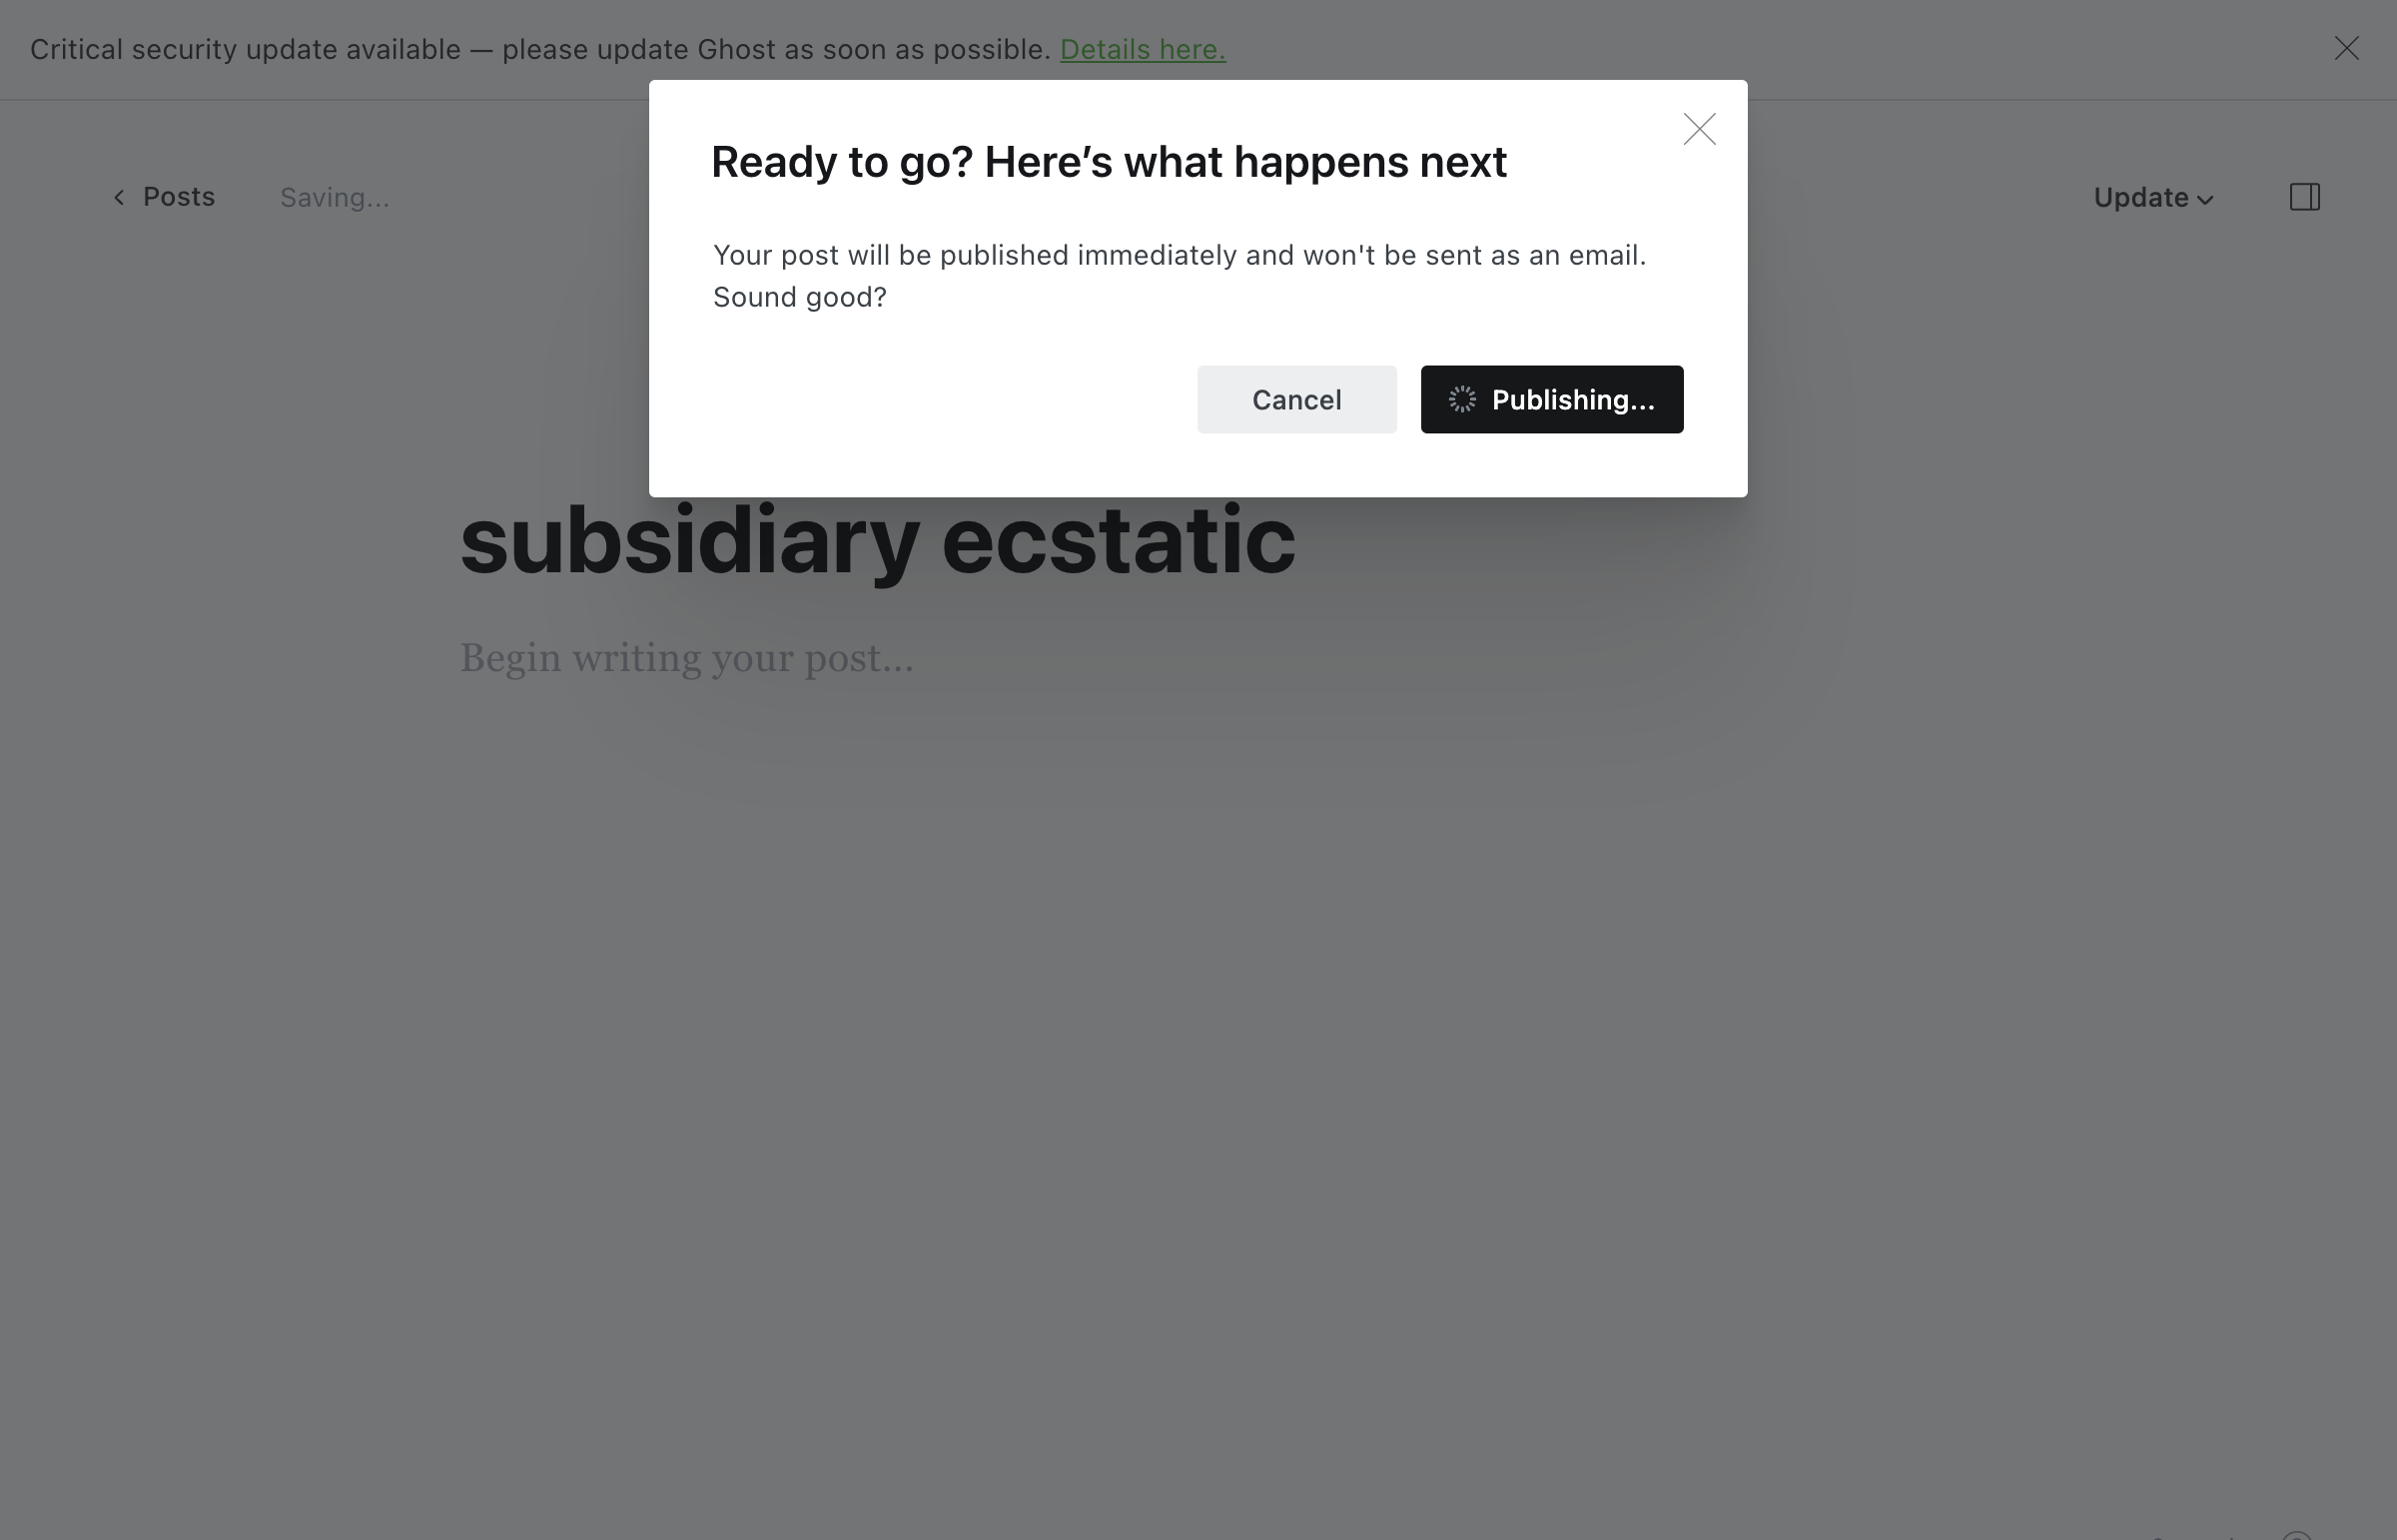 Critical security update available — please update Ghost as soon as possible. Details here.
Ready to go? Here’s what happens next
Posts
Saving...
Update
Your post will be published immediately and won't be sent as an email.
Sound good?
Cancel
Publishing...
subsidiary ecstatic
Begin writing your post...